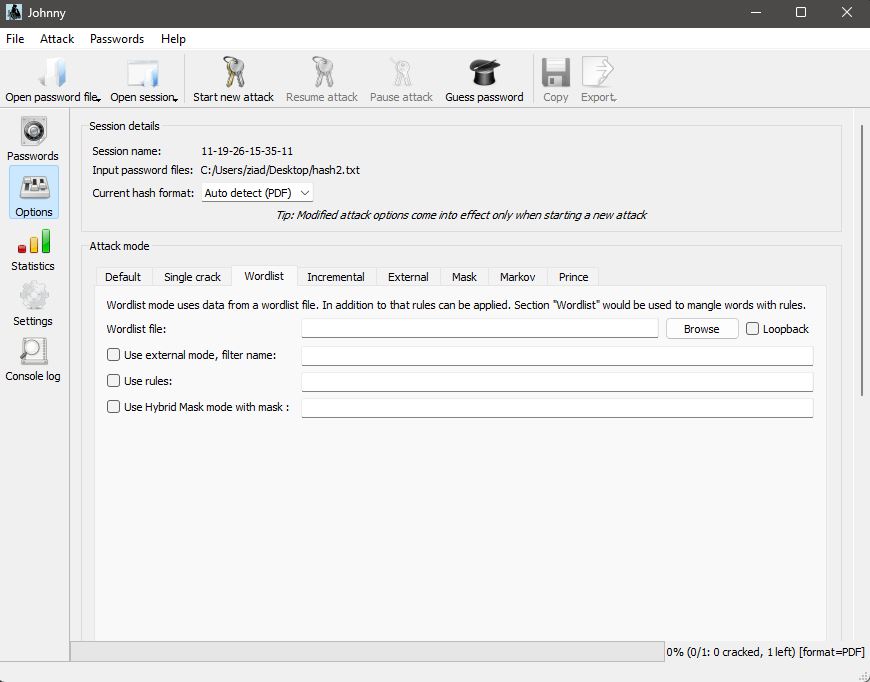 Johnny
File Attack Passwords Help
Open password file Open session Start new attack Resume attack Pause attack Guess password Copy Export
Passwords
Options
Statistics
Settings
Console log
Session details
Session name: 11-19-26-15-35-11
Input password files: C:/Users/ziad/Desktop/hash2.txt
Current hash format: Auto detect (PDF)
Tip: Modified attack options come into effect only when starting a new attack
Attack mode
Default Single crack Wordlist Incremental External Mask Markov Prince
Wordlist mode uses data from a wordlist file. In addition to that rules can be applied. Section "Wordlist" would be used to mangle words with rules.
Wordlist file: Browse Loopback
Use external mode, filter name:
Use rules:
Use Hybrid Mask mode with mask :
0% (0/1: 0 cracked, 1 left) [format=PDF]